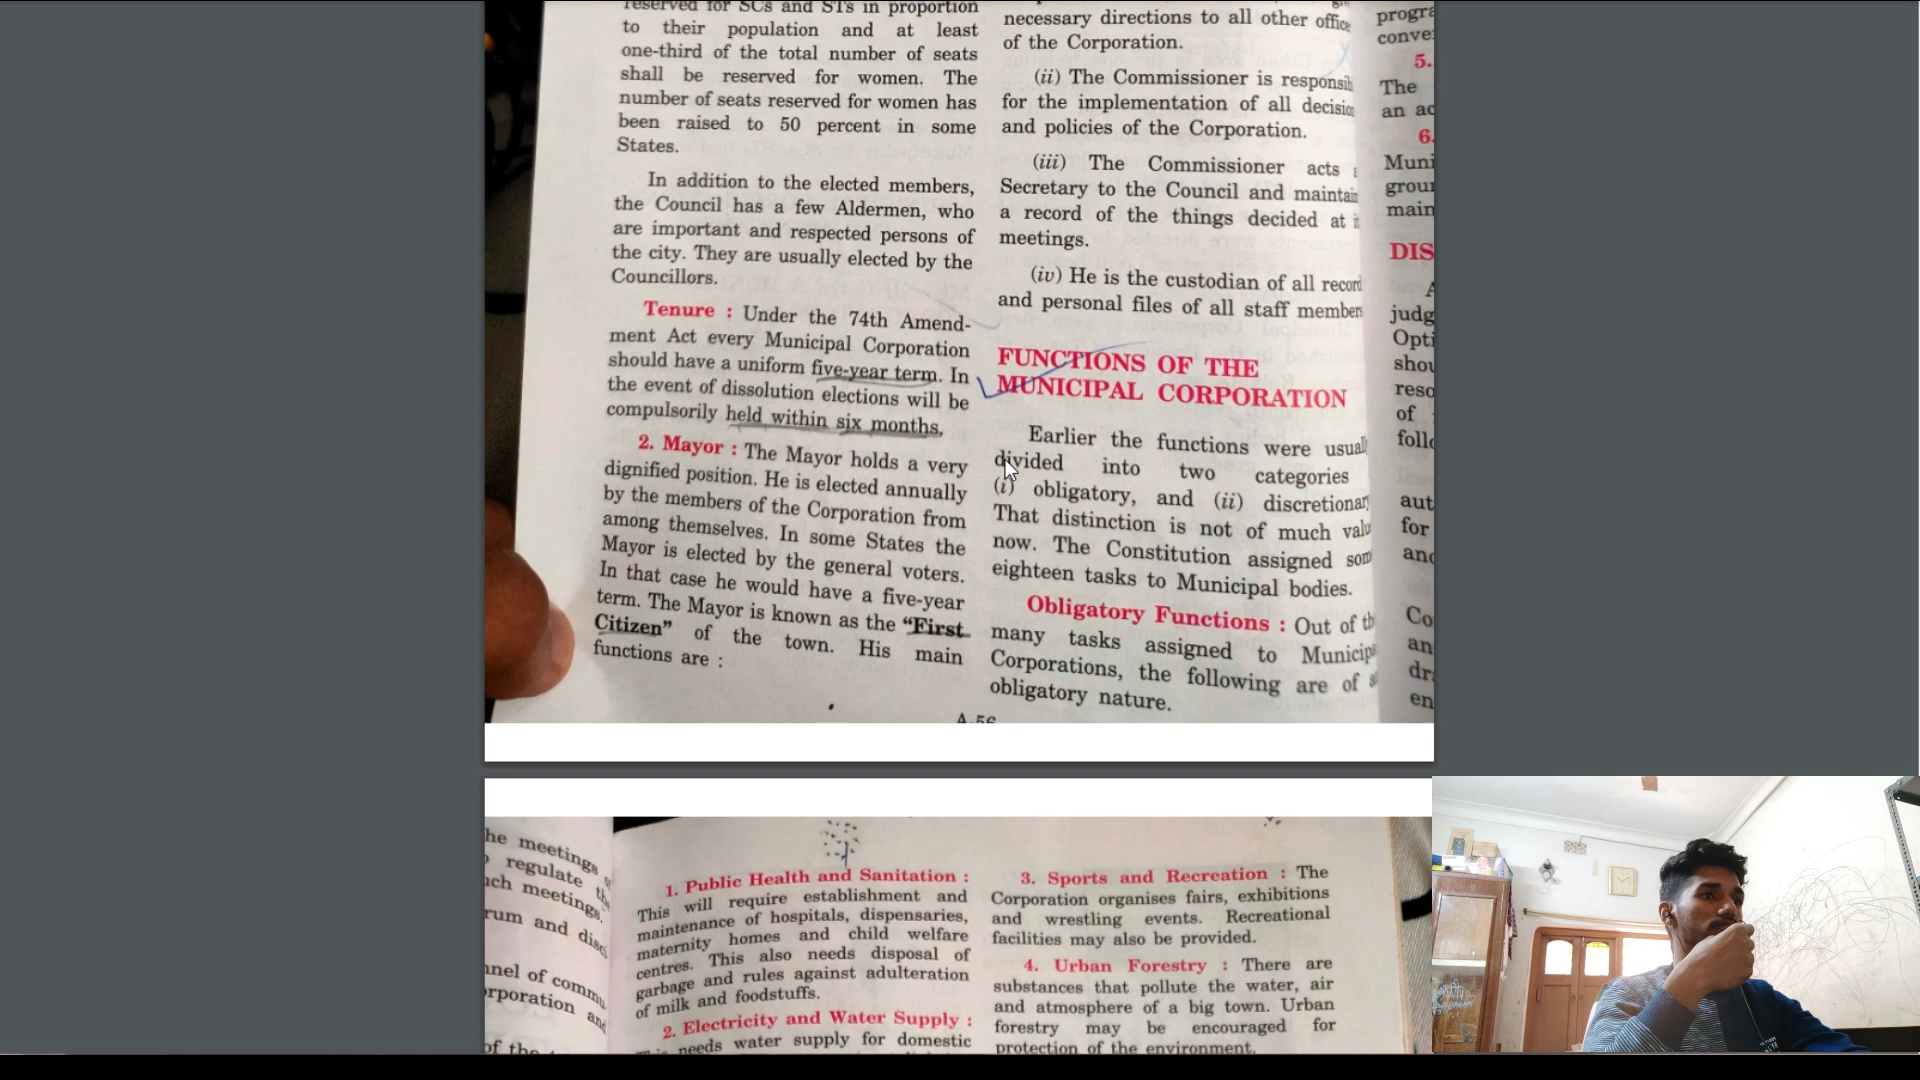 reserved for SCs and STs in proportion
to their population and at least
one-third of the total number of seats
shall be reserved for women. The
number of seats reserved for women has
been raised to 50 percent in some
States.
In addition to the elected members,
the Council has a few Aldermen, who
are important and respected persons of
the city. They are usually elected by the
Councillors.
Tenure : Under the 74th Amend-
ment Act every Municipal Corporation
should have a uniform five-year term. In
the event of dissolution elections will be
compulsorily held within six months.
2. Mayor : The Mayor holds a very
dignified position. He is elected annually
by the members of the Corporation from
among themselves. In some States the
Mayor is elected by the general voters.
In that case he would have a five-year
term. The Mayor is known as the "First
Citizen" of the town. His main
functions are :
necessary directions to all other office
of the Corporation.
(ii) The Commissioner is responsib
for the implementation of all decisio
and policies of the Corporation.
(iii) The Commissioner acts
Secretary to the Council and maintain
a record of the things decided at
meetings.
(iv) He is the custodian of all record
and personal files of all staff members
FUNCTIONS OF THE
MUNICIPAL CORPORATION
Earlier the functions were usual
divided into two categories
(i) obligatory, and (ii) discretionar
That distinction is not of much valu
now. The Constitution assigned som
eighteen tasks to Municipal bodies.
Obligatory Functions : Out of th
many tasks assigned to Municip
Corporations, the following are of
obligatory nature.
progra
conve
5.
The
an ac
6.
Muni
grou
main
DIS
A
judg
Opti
shou
reso
of
follo
aut
for
and
Co
an
dr
en
A-56
he meetings
regulate th
ch meetings.
rum and disc
nnel of commu
rporation and
of the
1. Public Health and Sanitation :
This will require establishment and
maintenance of hospitals, dispensaries,
maternity homes and child welfare
centres. This also needs disposal of
garbage and rules against adulteration
of milk and foodstuffs.
2. Electricity and Water Supply :
needs water supply for domestic
3. Sports and Recreation : The
Corporation organises fairs, exhibitions
and wrestling events. Recreational
facilities may also be provided.
4. Urban Forestry : There are
substances that pollute the water, air
and atmosphere of a big town. Urban
forestry may be encouraged for
protection of the environment.